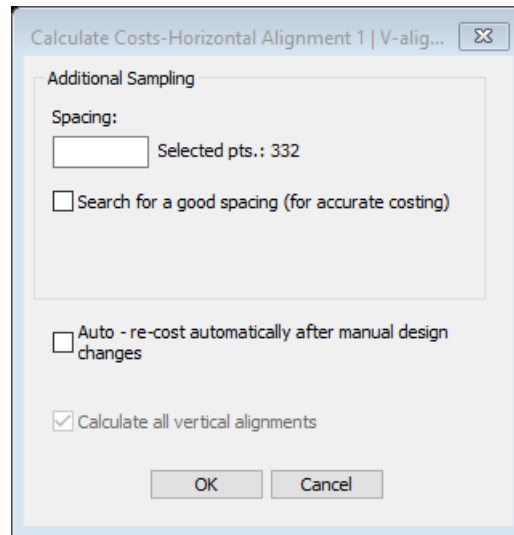 Calculate Costs-Horizontal Alignment 1 | V-alig...
Additional Sampling
Spacing:
Selected pts.: 332
Search for a good spacing (for accurate costing)
Auto - re-cost automatically after manual design
changes
Calculate all vertical alignments
OK Cancel